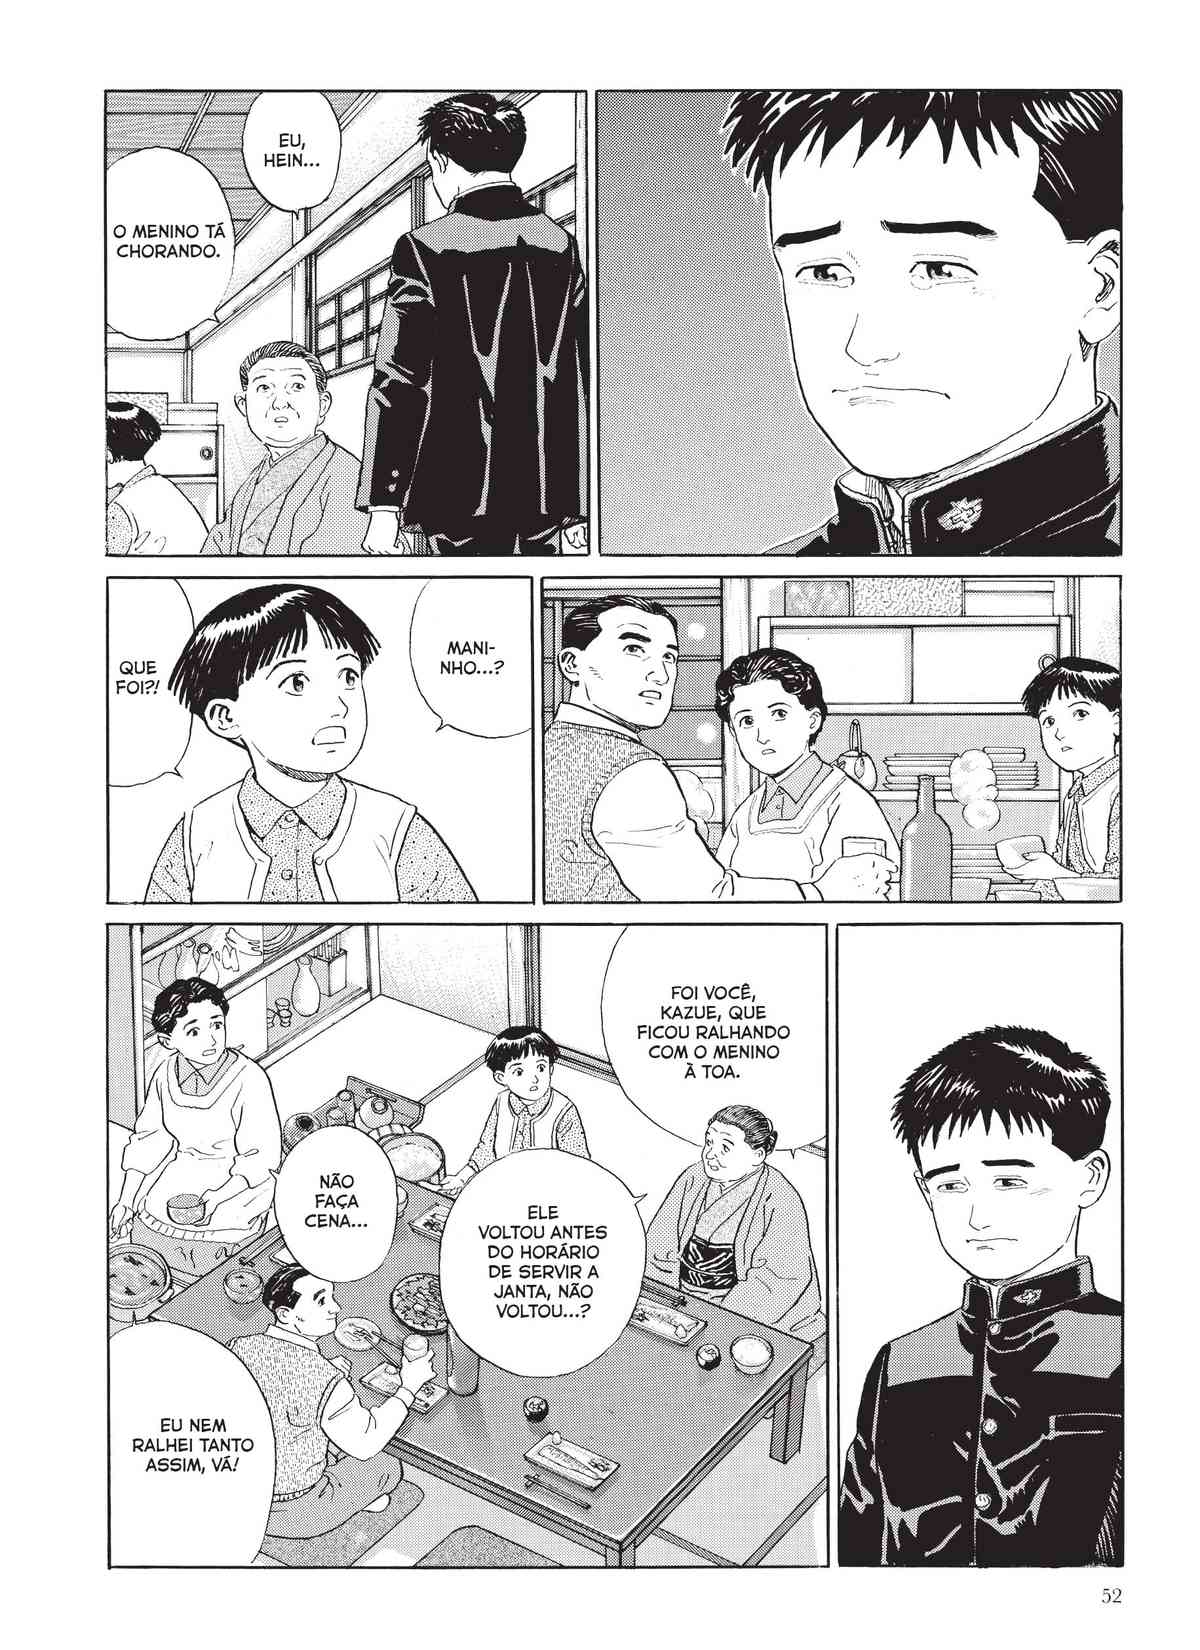 EU,
HEIN...
O MENINO TÁ
CHORANDO.
MANI-
NHO...?
QUE
FOI?!
FOI VOCÊ,
KAZUE, QUE
FICOU RALHANDO
COM O MENINO
À TOA.
ELE
VOLTOU ANTES
DO HORÁRIO
DE SERVIR A
JANTA, NÃO
VOLTOU...?
NÃO
FAÇA
CENA...
EU NEM
RALHEI TANTO
ASSIM, VÁ!
52